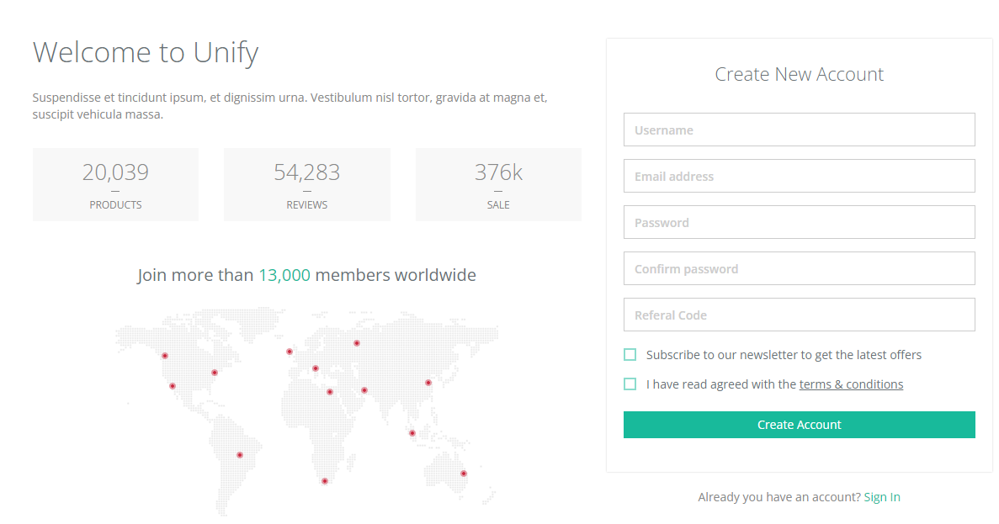 Welcome to Unify
Suspendisse et tincidunt ipsum, et dignissim urna. Vestibulum nisl tortor, gravida at magna et,
suscipit vehicula massa.
20,039
PRODUCTS
54,283
REVIEWS
376k
SALE
Join more than 13,000 members worldwide
Create New Account
Username
Email address
Password
Confirm password
Referal Code
Subscribe to our newsletter to get the latest offers
I have read agreed with the terms & conditions
Create Account
Already you have an account? Sign In